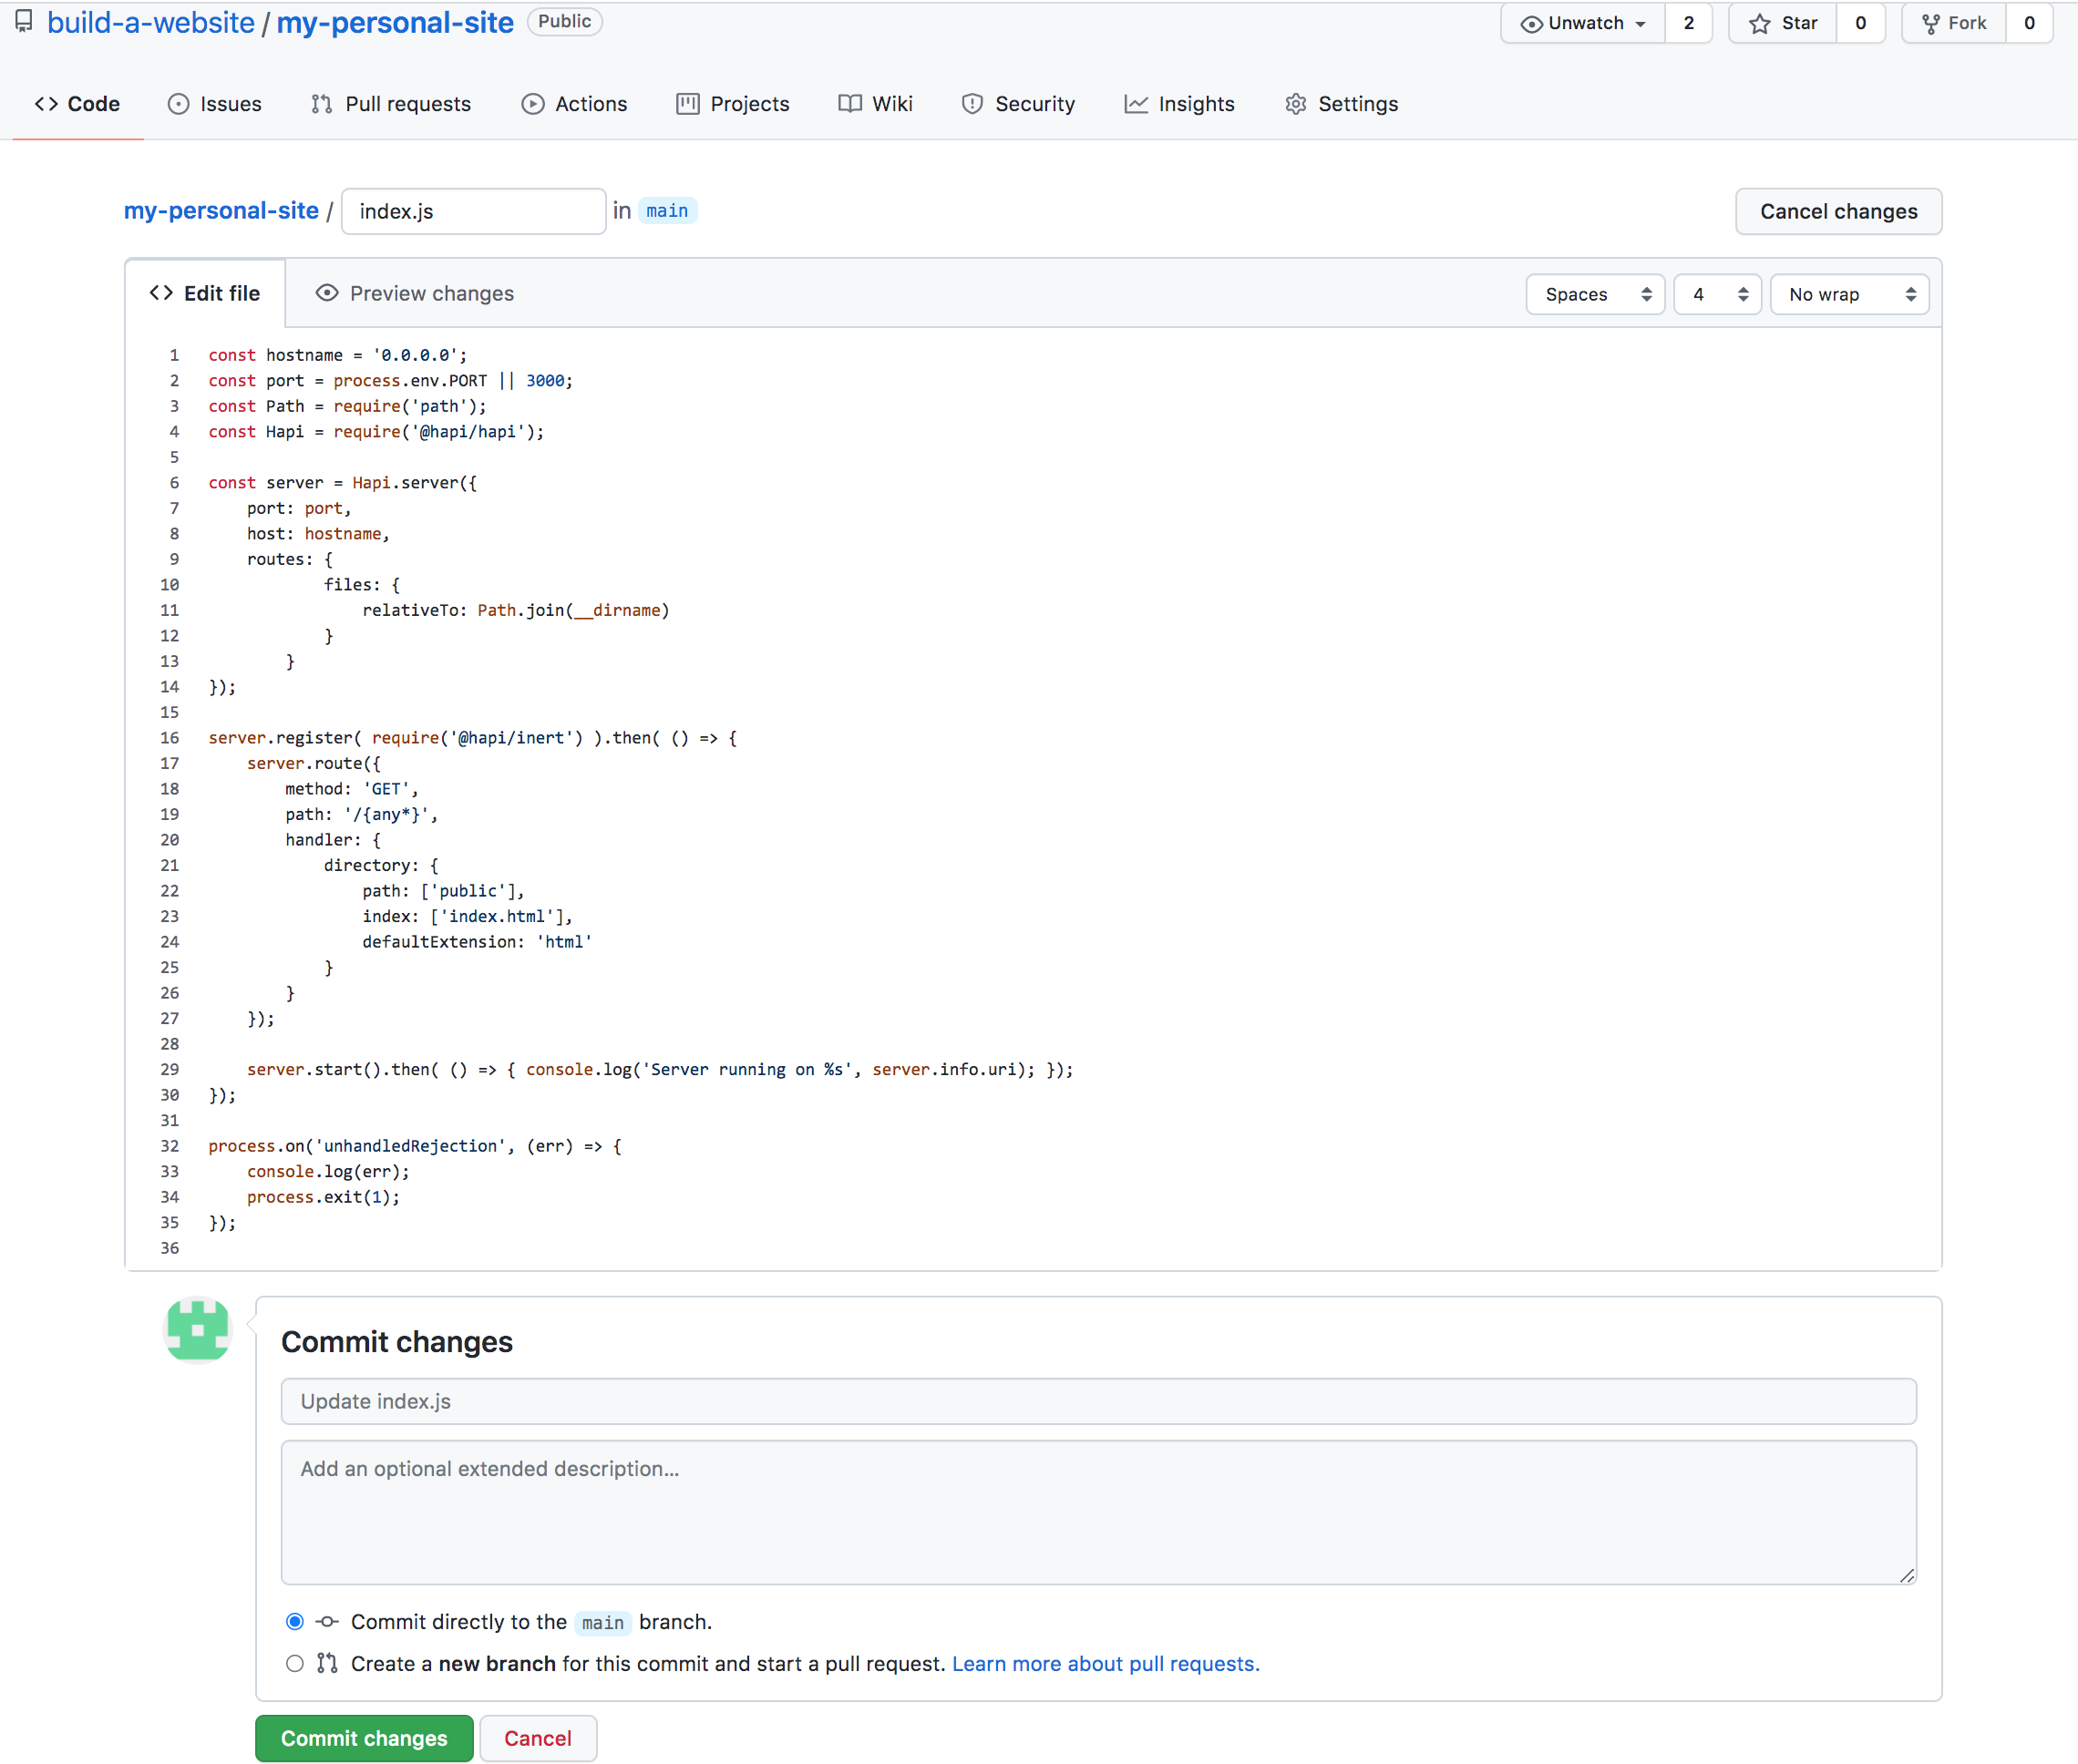 build-a-website / my-personal-site Public Unwatch 2 Star 0 Fork 0
Code Issues Pull requests Actions Projects Wiki Security Insights Settings
my-personal-site / index.js in main Cancel changes
Edit file Preview changes Spaces 4 No wrap
1 const hostname = '0.0.0.0';
2 const port = process.env.PORT || 3000;
3 const Path = require('path');
4 const Hapi = require('@hapi/hapi');
5
6 const server = Hapi.server({
7     port: port,
8     host: hostname,
9     routes: {
10             files: {
11                 relativeTo: Path.join(__dirname)
12             }
13         }
14 });
15
16 server.register( require('@hapi/inert') ).then( () => {
17     server.route({
18         method: 'GET',
19         path: '/{any*}',
20         handler: {
21             directory: {
22                 path: ['public'],
23                 index: ['index.html'],
24                 defaultExtension: 'html'
25             }
26         }
27     });
28
29     server.start().then( () => { console.log('Server running on %s', server.info.uri); });
30 });
31
32 process.on('unhandledRejection', (err) => {
33     console.log(err);
34     process.exit(1);
35 });
36
Commit changes
Update index.js
Add an optional extended description...
Commit directly to the main branch.
Create a new branch for this commit and start a pull request. Learn more about pull requests.
Commit changes Cancel